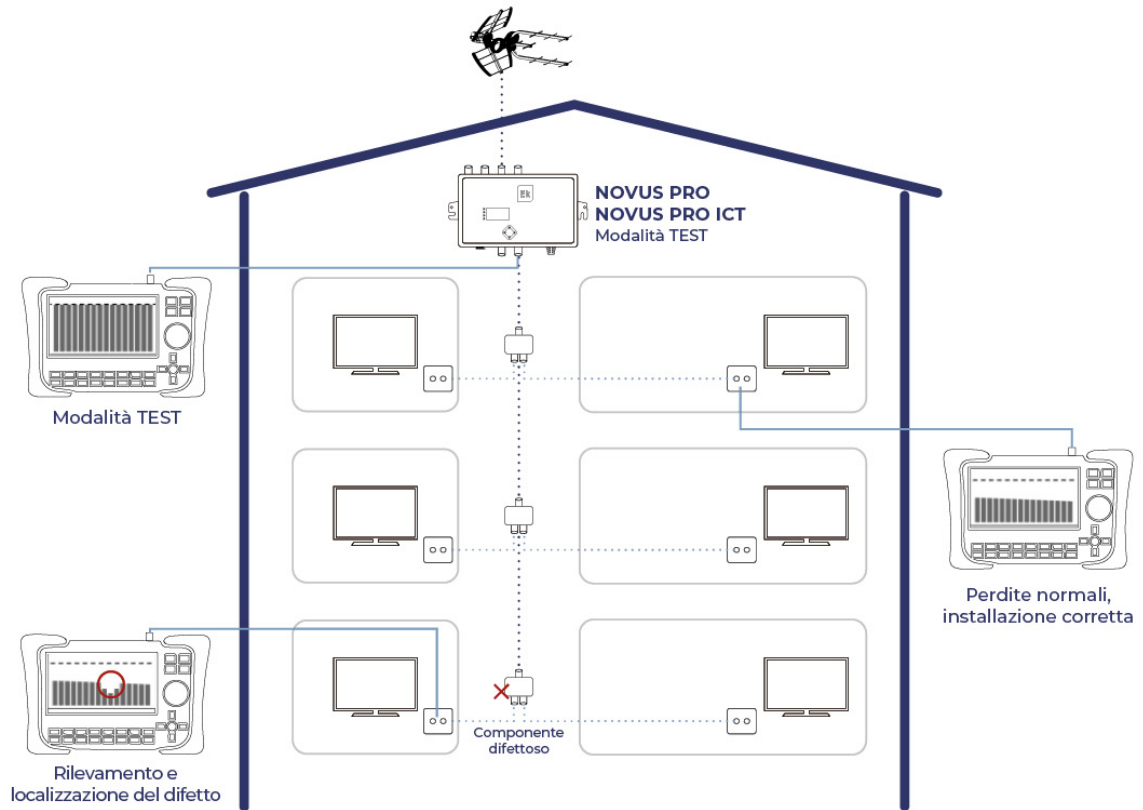 Ek
NOVUS PRO
NOVUS PRO ICT
Modalità TEST
Modalità TEST
Perdite normali,
installazione corretta
Componente
difettoso
Rilevamento e
localizzazione del difetto